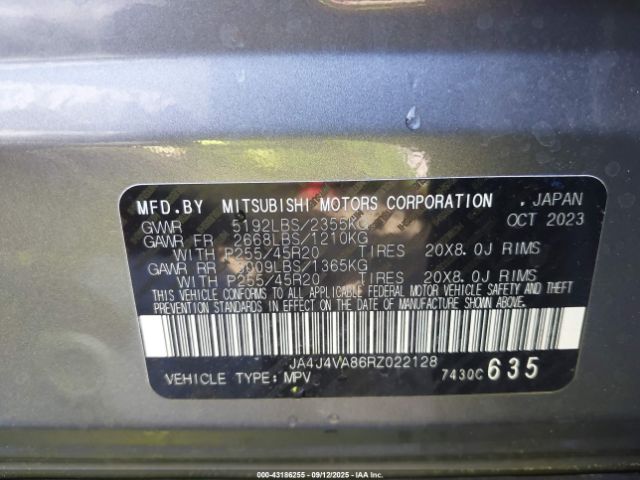 MFD.BY MITSUBISHI MOTORS CORPORATION , JAPAN
GVWR 5192LBS/2355KG OCT 2023
GAWR FR 2668LBS/1210KG
WITH P255/45R20 TIRES 20X8.0J RIMS
GAWR RR 3009LBS/1365KG
WITH P255/45R20 TIRES 20X8.0J RIMS
THIS VEHICLE CONFORMS TO ALL APPLICABLE FEDERAL MOTOR VEHICLE SAFETY AND THEFT
PREVENTION STANDARDS IN EFFECT ON THE DATE OF MANUFACTURE SHOWN ABOVE.
JA4J4VA86RZ022128
VEHICLE TYPE: MPV 7430C 635
000-43186255 - 09/12/2025 - www.iaai.com